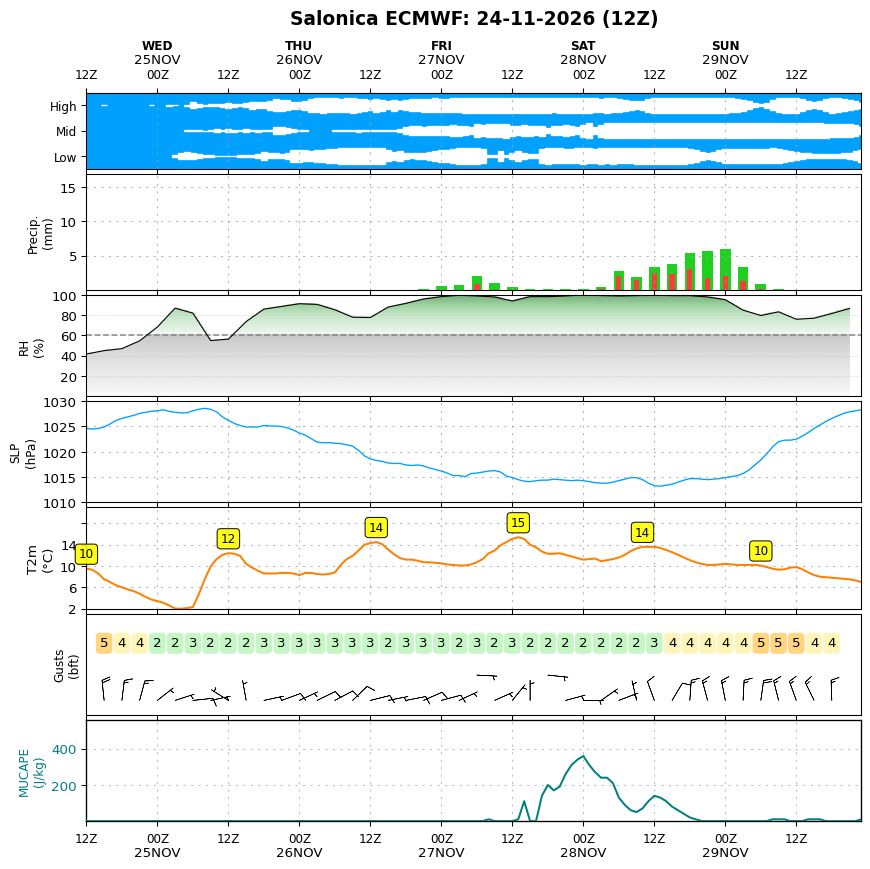 Salonica ECMWF: 24-11-2026 (12Z)
WED THU FRI SAT SUN
25NOV 26NOV 27NOV 28NOV 29NOV
12Z 00Z 12Z 00Z 12Z 00Z 12Z 00Z 12Z 00Z 12Z
High
Mid
Low
Precip.
(mm)
15
10
5
RH
(%)
100
80
60
40
20
SLP
(hPa)
1030
1025
1020
1015
1010
T2m
(°C)
14
10
6
2
10 12 14 15 14 10
Gusts
(bft)
5 4 4 2 2 3 2 2 2 3 3 3 3 3 3 3 2 3 3 3 2 3 2 3 2 2 2 2 2 2 2 3 4 4 4 4 4 5 5 5 4 4
MUCAPE
(J/kg)
400
200
12Z 00Z 12Z 00Z 12Z 00Z 12Z 00Z 12Z 00Z 12Z
25NOV 26NOV 27NOV 28NOV 29NOV